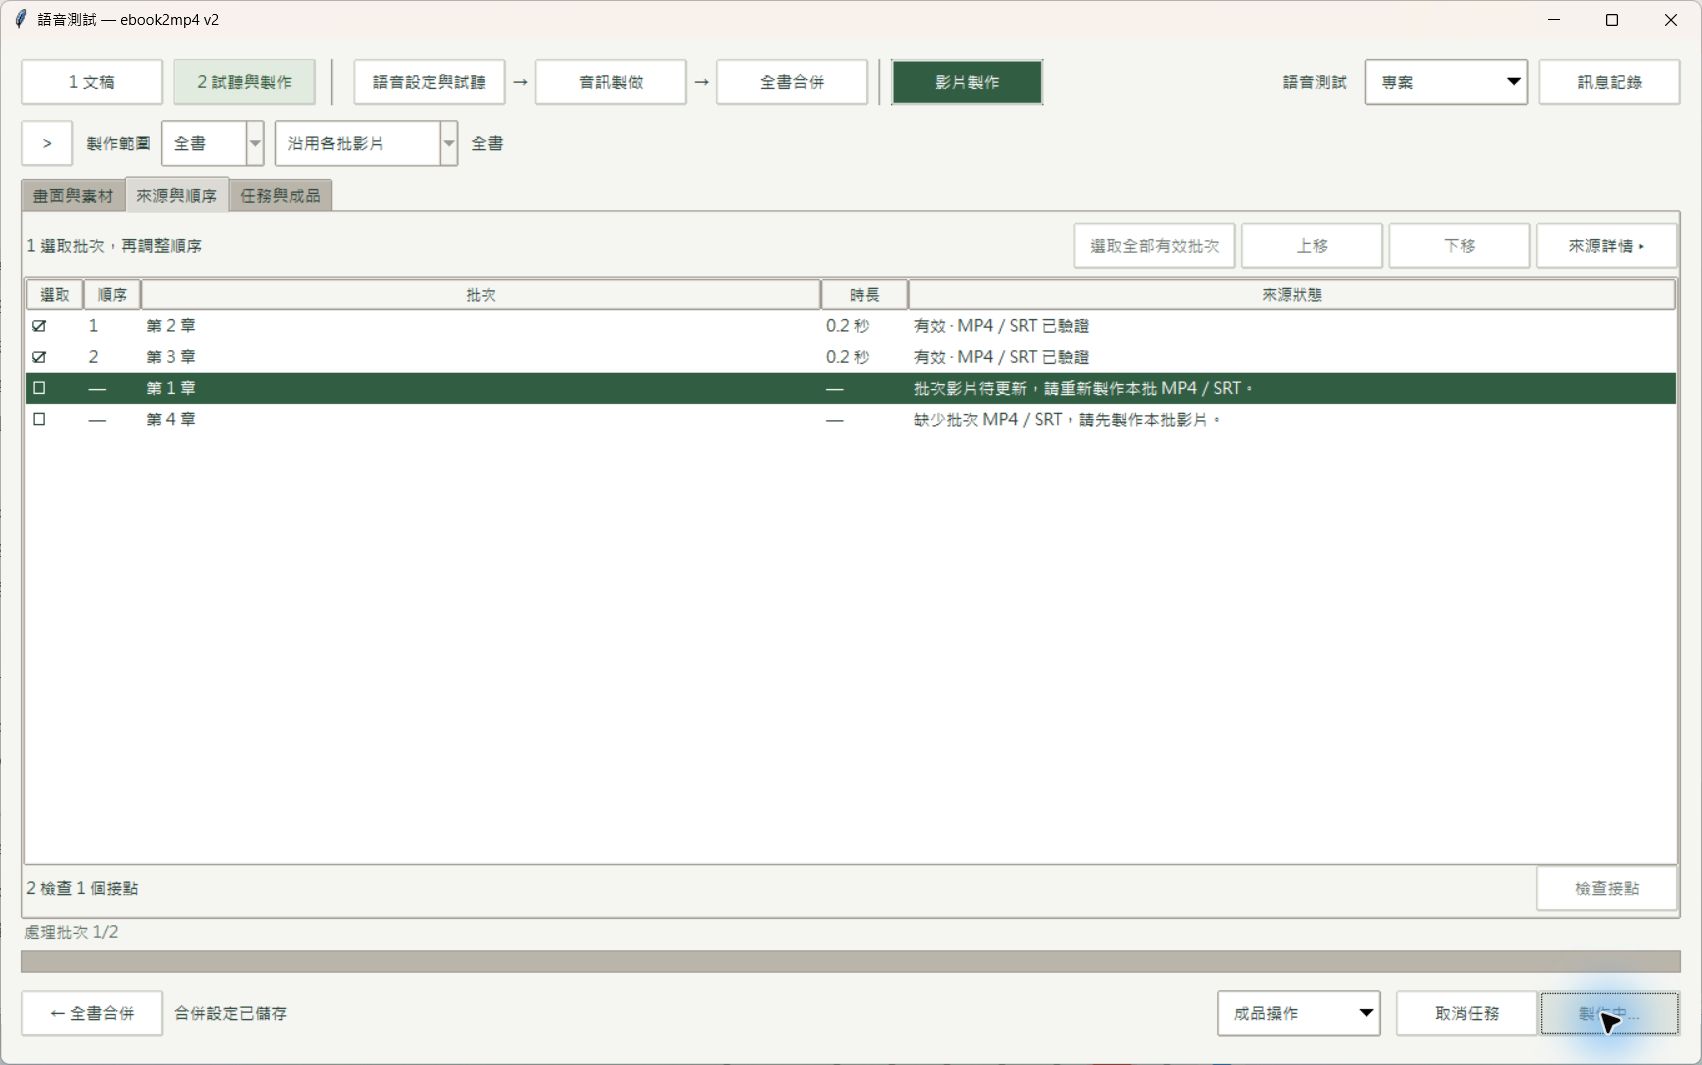 語音測試 — ebook2mp4 v2
1 文稿
2 試聽與製作
語音設定與試聽
→
音訊製做
→
全書合併
影片製作
語音測試
專案
訊息記錄
>
製作範圍
全書
沿用各批影片
全書
畫面與素材
來源與順序
任務與成品
1 選取批次，再調整順序
選取全部有效批次
上移
下移
來源詳情 ▸
選取 順序 批次 時長 來源狀態
☑ 1 第 2 章 0.2 秒 有效 · MP4 / SRT 已驗證
☑ 2 第 3 章 0.2 秒 有效 · MP4 / SRT 已驗證
☐ — 第 1 章 — 批次影片待更新，請重新製作本批 MP4 / SRT。
☐ — 第 4 章 — 缺少批次 MP4 / SRT，請先製作本批影片。
2 檢查 1 個接點
檢查接點
處理批次 1/2
← 全書合併
合併設定已儲存
成品操作
取消任務
製作中...